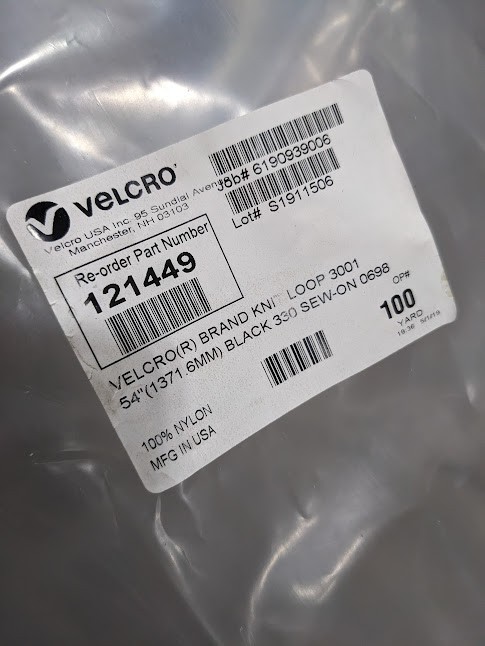 VELCRO®
Velcro USA Inc. 95 Sundial Avenue
Manchester, NH 03103
Job# 6190939006
Lot# S1911506
Re-order Part Number
121449
VELCRO(R) BRAND KNIT LOOP 3001
54"(1371.6MM) BLACK 330 SEW-ON 0698
OP#
100
YARD
100% NYLON
MFG IN USA